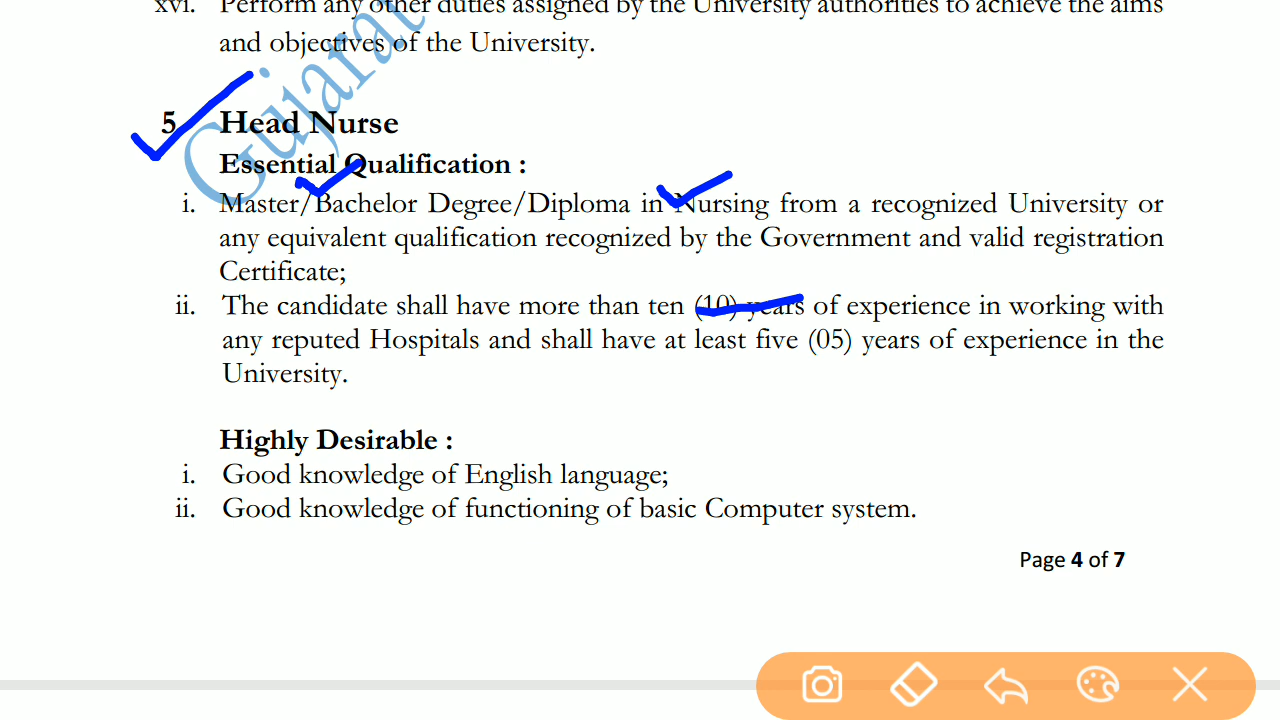 xvi. Perform any other duties assigned by the University authorities to achieve the aims
and objectives of the University.
Gujarat
5 Head Nurse
Essential Qualification :
i. Master/Bachelor Degree/Diploma in Nursing from a recognized University or
any equivalent qualification recognized by the Government and valid registration
Certificate;
ii. The candidate shall have more than ten (10) years of experience in working with
any reputed Hospitals and shall have at least five (05) years of experience in the
University.
Highly Desirable :
i. Good knowledge of English language;
ii. Good knowledge of functioning of basic Computer system.
Page 4 of 7